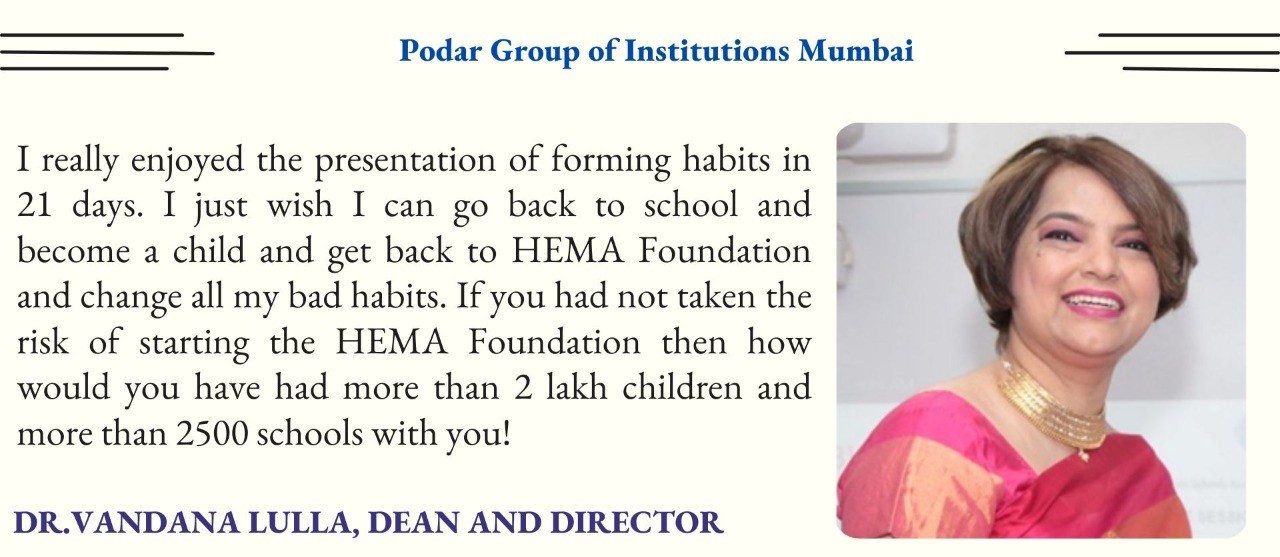 Podar Group of Institutions Mumbai
I really enjoyed the presentation of forming habits in
21 days. I just wish I can go back to school and
become a child and get back to HEMA Foundation
and change all my bad habits. If you had not taken the
risk of starting the HEMA Foundation then how
would you have had more than 2 lakh children and
more than 2500 schools with you!
DR.VANDANA LULLA, DEAN AND DIRECTOR